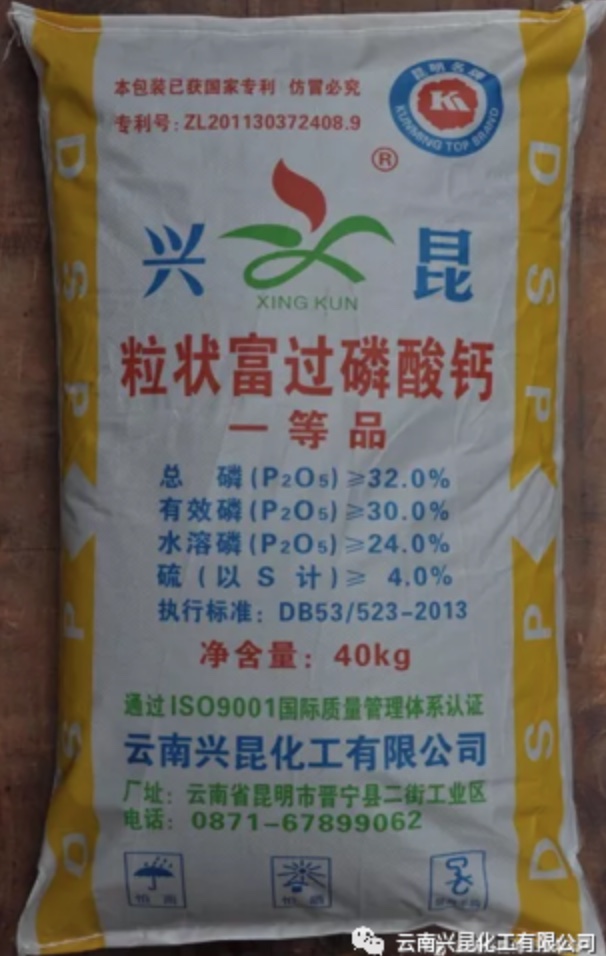 本包装已获国家专利 仿冒必究
专利号:ZL201130372408.9
昆明名牌
KUNMING TOP BRAND
®
兴 昆
XING KUN
粒状富过磷酸钙
一等品
总 磷(P₂O₅)≥32.0%
有效磷(P₂O₅)≥30.0%
水溶磷(P₂O₅)≥24.0%
硫(以 S 计)≥ 4.0%
执行标准: DB53/523-2013
净含量: 40kg
通过ISO9001国际质量管理体系认证
云南兴昆化工有限公司
厂址: 云南省昆明市晋宁县二街工业区
电话: 0871-67899062
怕雨 怕晒
DSP DSP
DSP DSP
云南兴昆化工有限公司